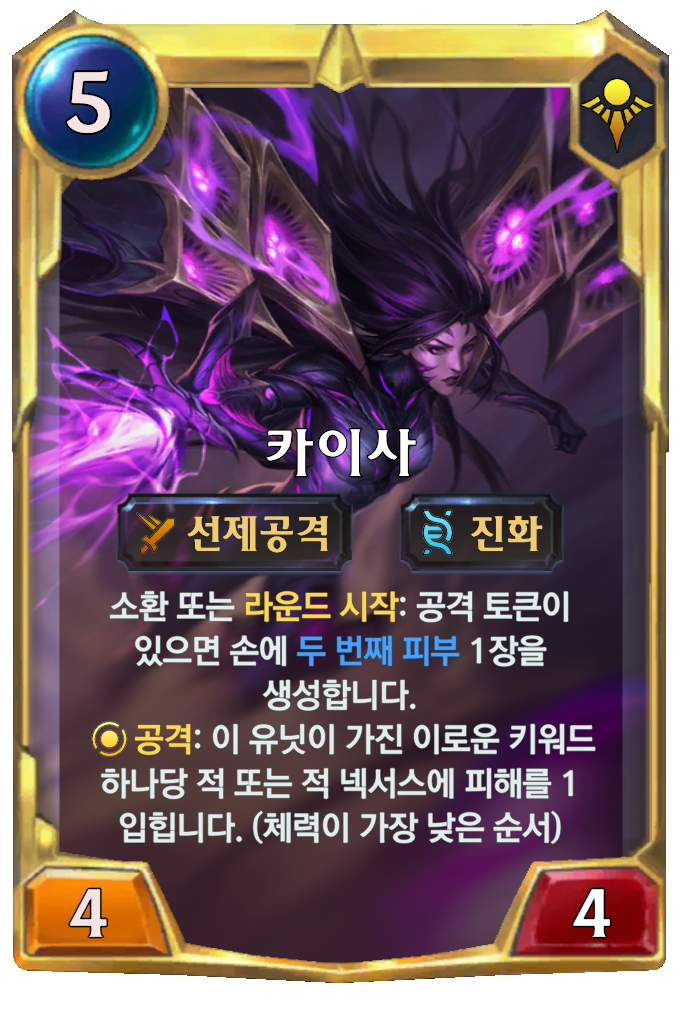 5
카이사
선제공격
진화
소환 또는 라운드 시작: 공격 토큰이
있으면 손에 두 번째 피부 1장을
생성합니다.
공격: 이 유닛이 가진 이로운 키워드
하나당 적 또는 적 넥서스에 피해를 1
입힙니다. (체력이 가장 낮은 순서)
4
4